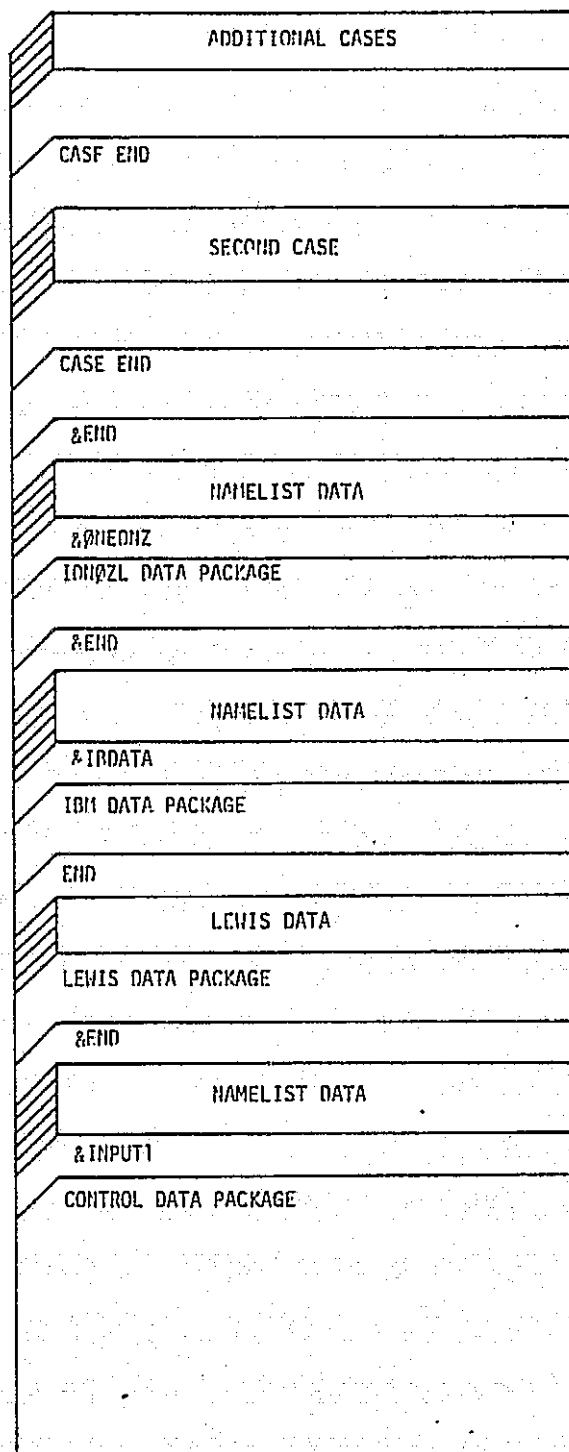 ADDITIONAL CASES
CASF END
SECOND CASE
CASE END
&END
NAMELIST DATA
&ØNEDNZ
IDNØZL DATA PACKAGE
&END
NAMELIST DATA
&IBDATA
IBM DATA PACKAGE
END
LEWIS DATA
LEWIS DATA PACKAGE
&END
NAMELIST DATA
&INPUT1
CONTROL DATA PACKAGE